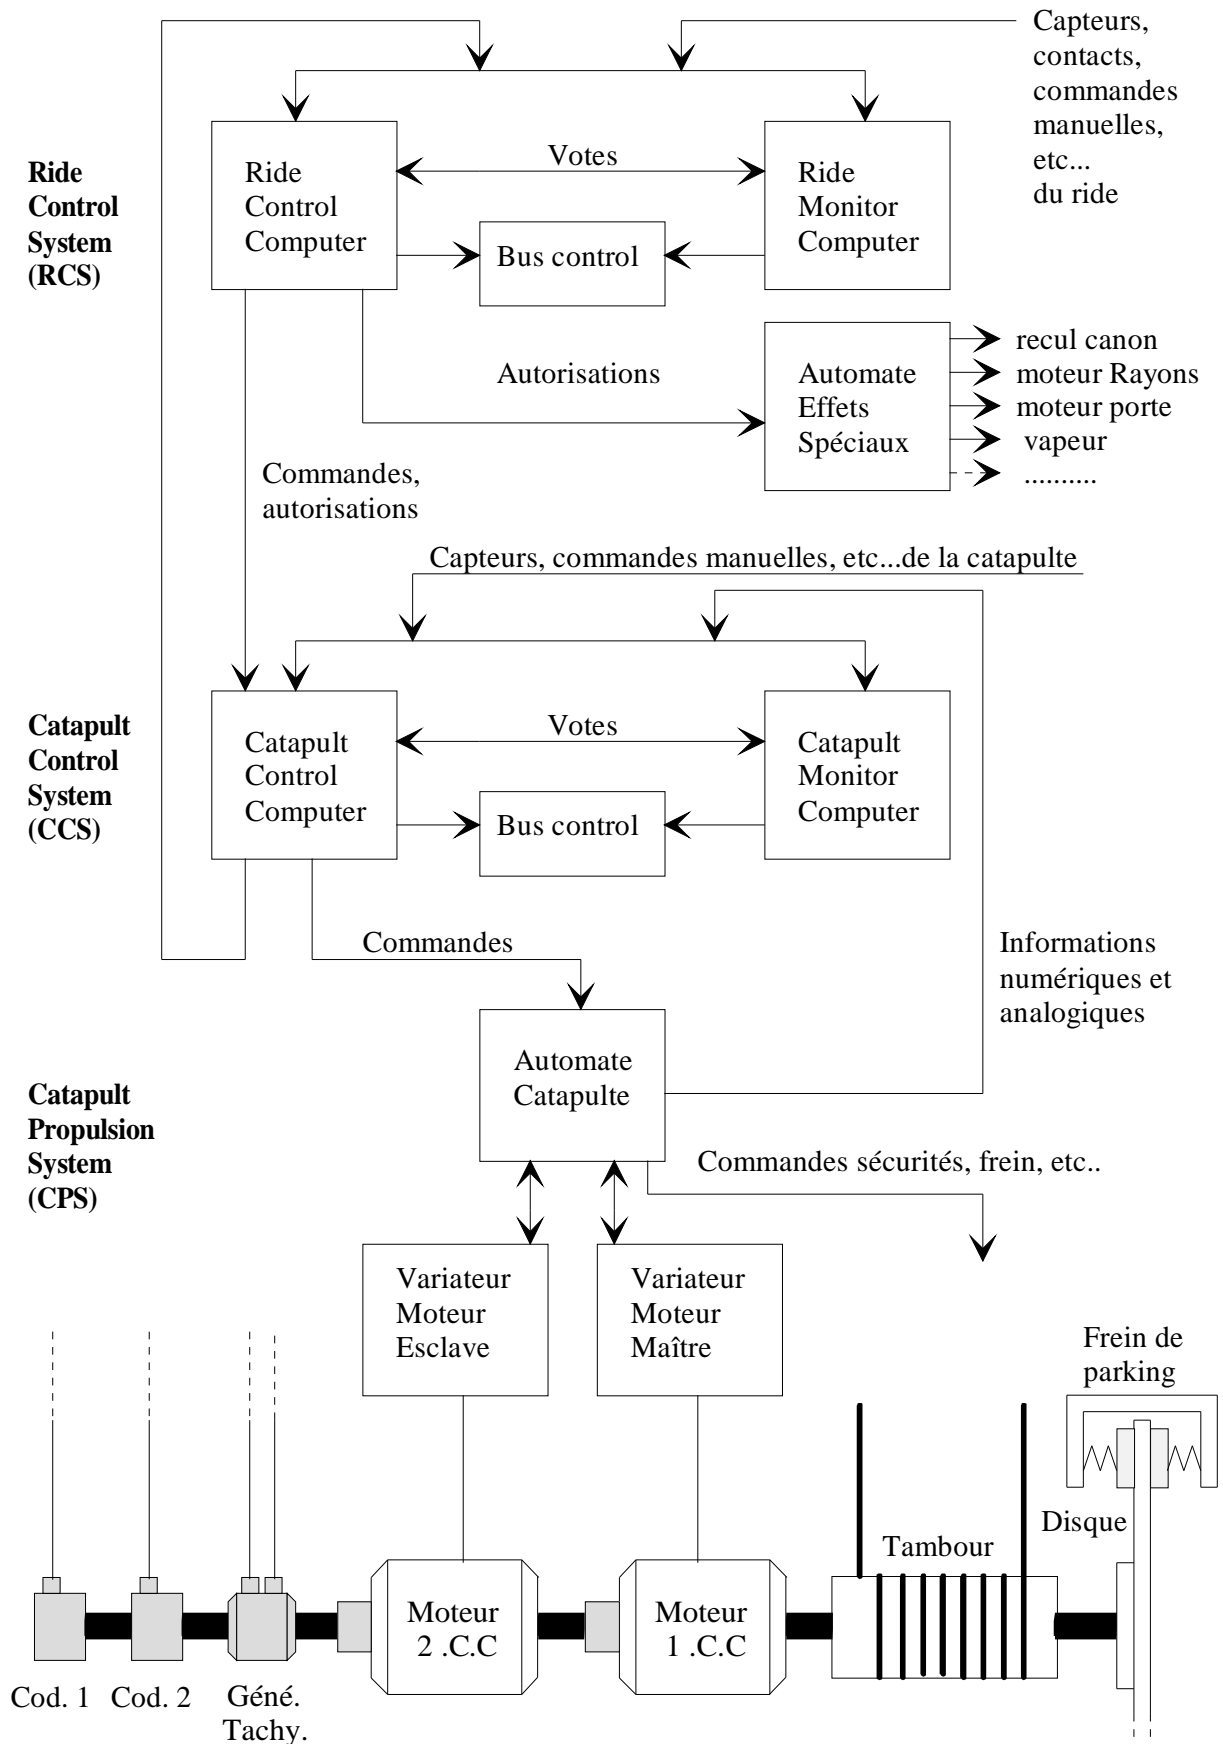 Capteurs,
contacts,
commandes
manuelles,
etc...
du ride
Ride
Control
System
(RCS)
Ride
Control
Computer
Votes
Ride
Monitor
Computer
Bus control
Autorisations
Automate
Effets
Spéciaux
recul canon
moteur Rayons
moteur porte
vapeur
..........
Commandes,
autorisations
Capteurs, commandes manuelles, etc...de la catapulte
Catapult
Control
System
(CCS)
Catapult
Control
Computer
Votes
Catapult
Monitor
Computer
Bus control
Commandes
Informations
numériques et
analogiques
Automate
Catapulte
Catapult
Propulsion
System
(CPS)
Commandes sécurités, frein, etc..
Variateur
Moteur
Esclave
Variateur
Moteur
Maître
Frein de
parking
Disque
Tambour
Moteur
2 .C.C
Moteur
1 .C.C
Cod. 1
Cod. 2
Géné.
Tachy.